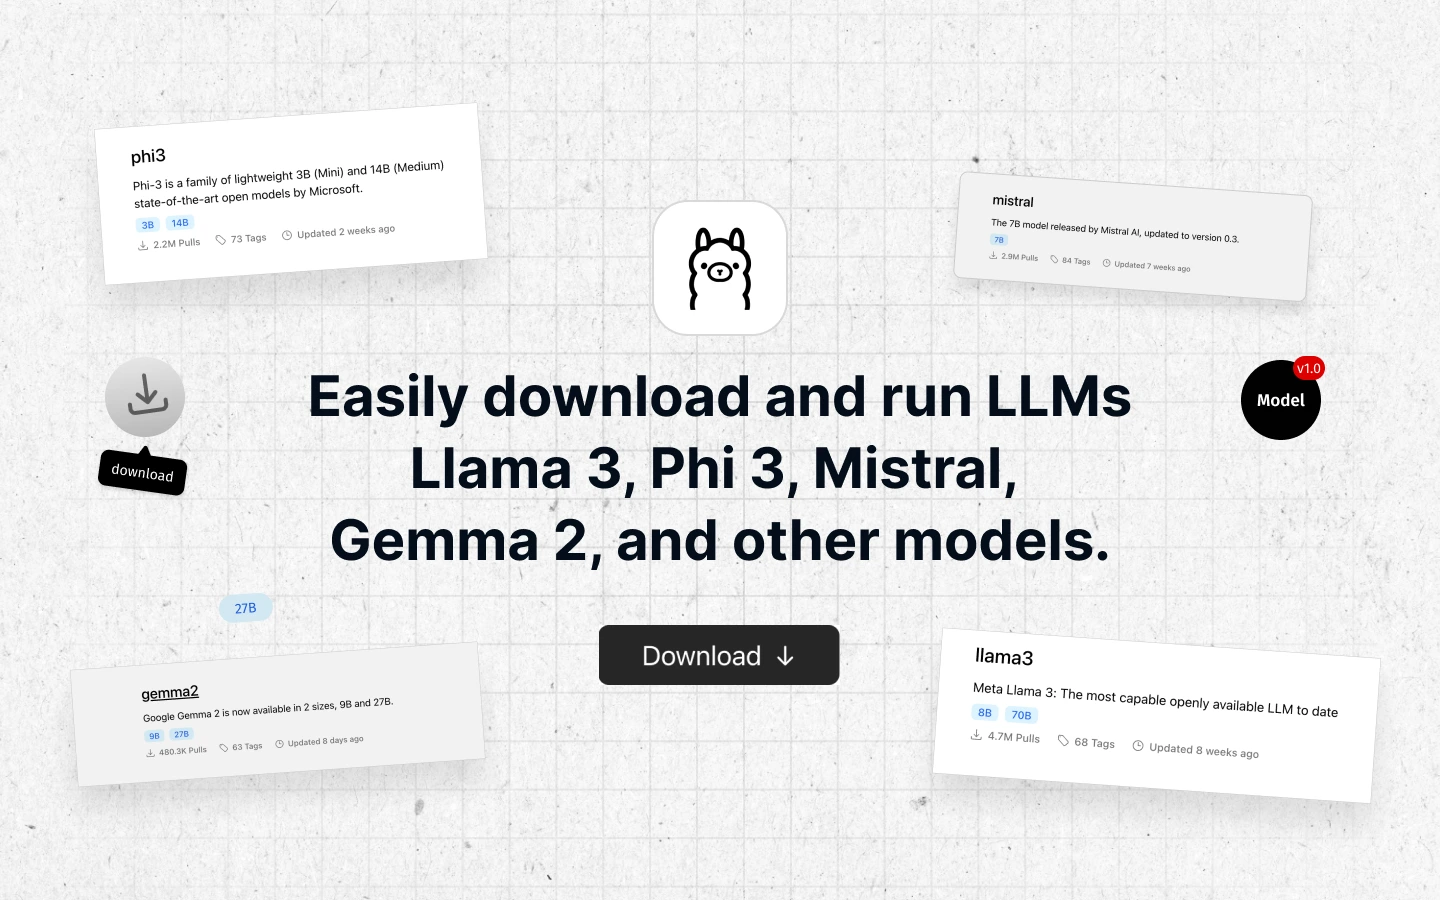 phi3
Phi-3 is a family of lightweight 3B (Mini) and 14B (Medium)
state-of-the-art open models by Microsoft.
3B 14B
2.2M Pulls 73 Tags Updated 2 weeks ago
mistral
The 7B model released by Mistral AI, updated to version 0.3.
7B
2.9M Pulls 84 Tags Updated 7 weeks ago
download
v1.0
Model
Easily download and run LLMs
Llama 3, Phi 3, Mistral,
Gemma 2, and other models.
27B
Download
gemma2
Google Gemma 2 is now available in 2 sizes, 9B and 27B.
9B 27B
480.3K Pulls 63 Tags Updated 8 days ago
llama3
Meta Llama 3: The most capable openly available LLM to date
8B 70B
4.7M Pulls 68 Tags Updated 8 weeks ago